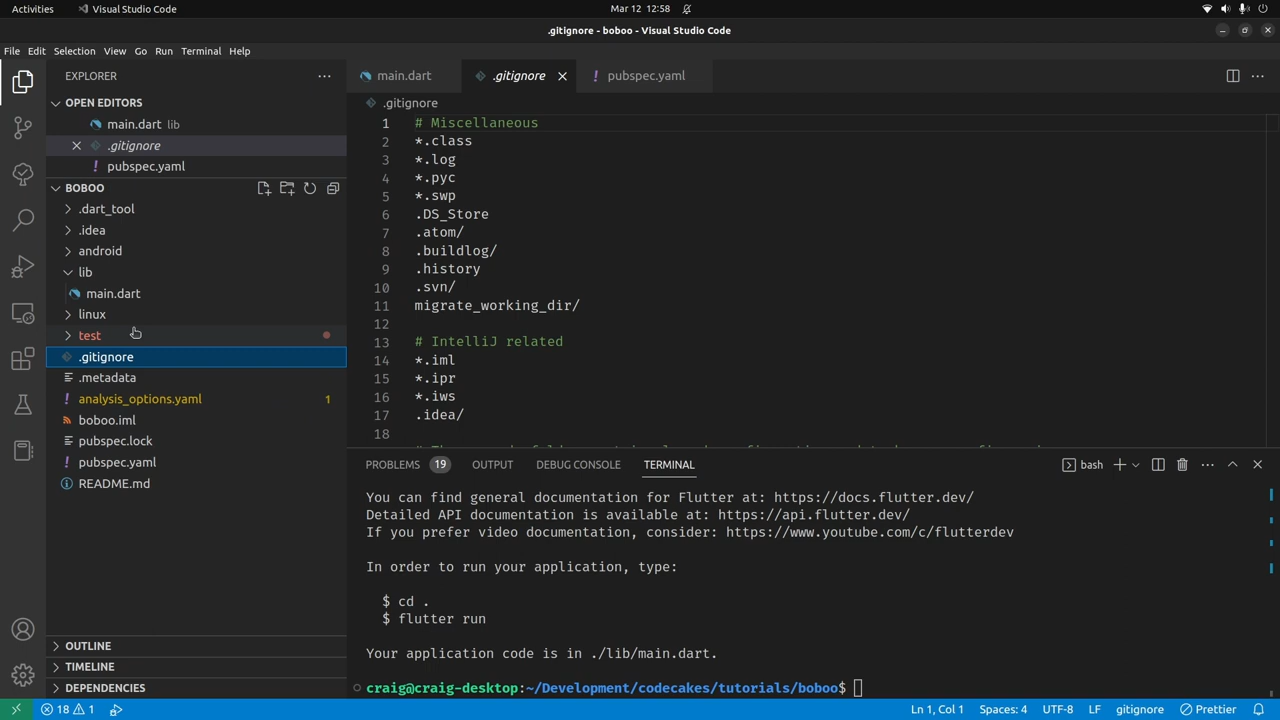 Activities
Visual Studio Code
Mar 12 12:58
.gitignore - boboo - Visual Studio Code
File Edit Selection View Go Run Terminal Help
EXPLORER
OPEN EDITORS
main.dart lib
.gitignore
pubspec.yaml
BOBOO
.dart_tool
.idea
android
lib
main.dart
linux
test
.gitignore
.metadata
analysis_options.yaml 1
boboo.iml
pubspec.lock
pubspec.yaml
README.md
OUTLINE
TIMELINE
DEPENDENCIES
main.dart .gitignore pubspec.yaml
.gitignore
1 # Miscellaneous
2 *.class
3 *.log
4 *.pyc
5 *.swp
6 .DS_Store
7 .atom/
8 .buildlog/
9 .history
10 .svn/
11 migrate_working_dir/
12
13 # IntelliJ related
14 *.iml
15 *.ipr
16 *.iws
17 .idea/
18
PROBLEMS 19 OUTPUT DEBUG CONSOLE TERMINAL
bash
You can find general documentation for Flutter at: https://docs.flutter.dev/
Detailed API documentation is available at: https://api.flutter.dev/
If you prefer video documentation, consider: https://www.youtube.com/c/flutterdev
In order to run your application, type:
$ cd .
$ flutter run
Your application code is in ./lib/main.dart.
craig@craig-desktop:~/Development/codecakes/tutorials/boboo$
18 1
Ln 1, Col 1 Spaces: 4 UTF-8 LF gitignore Prettier